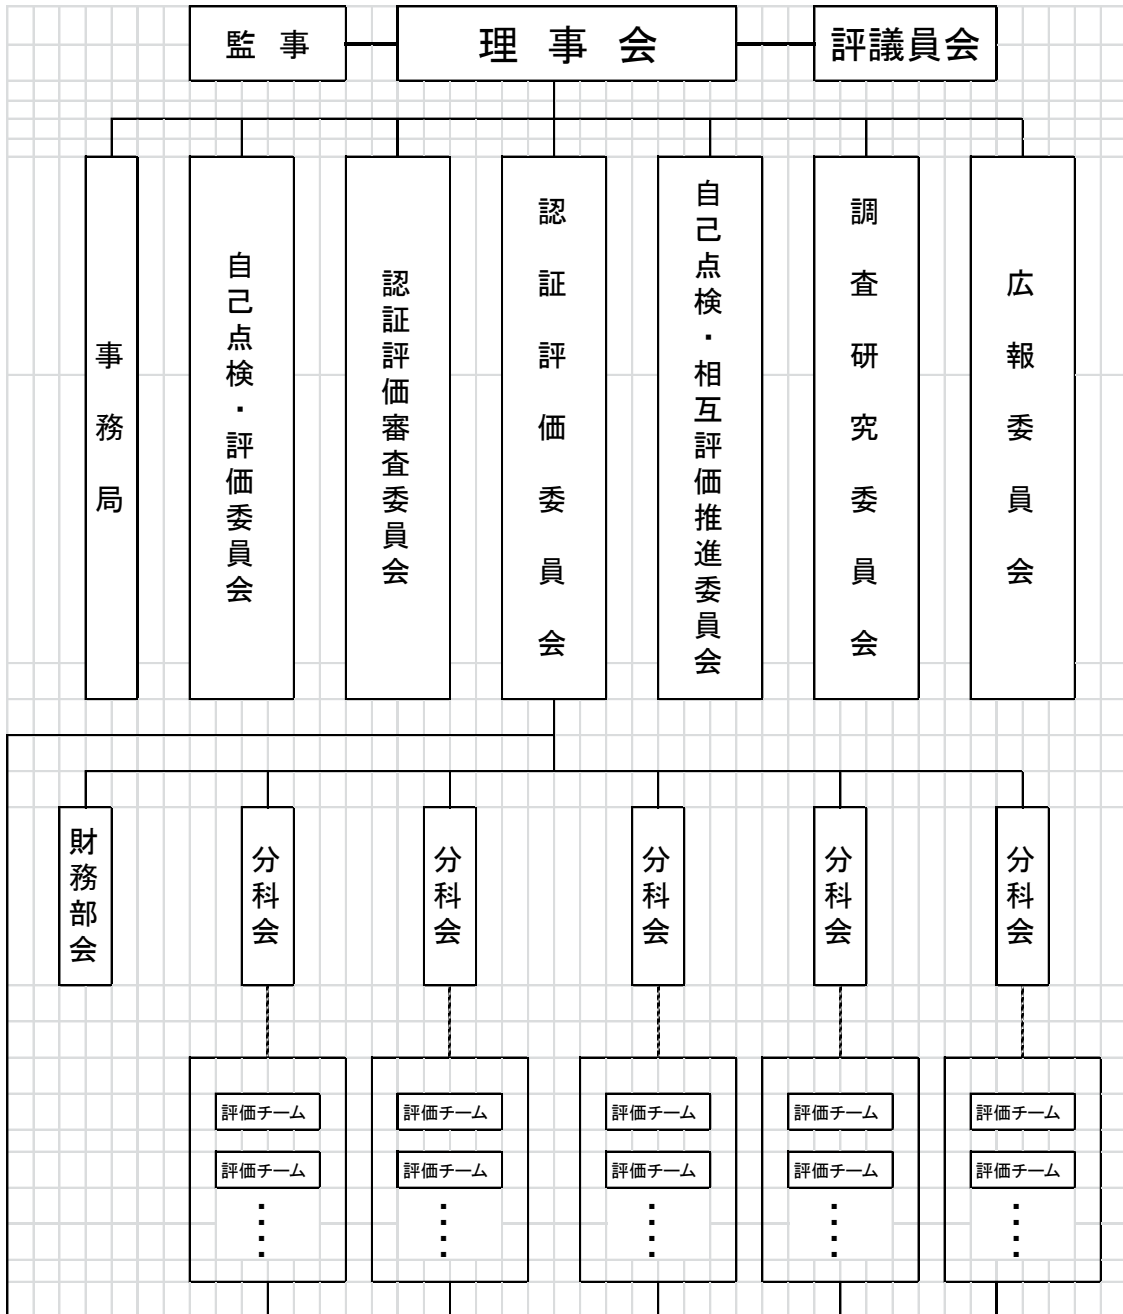 監 事
理 事 会
評議員会
事務局
自己点検・評価委員会
認証評価審査委員会
認証評価委員会
自己点検・相互評価推進委員会
調査研究委員会
広報委員会
財務部会
分科会
分科会
分科会
分科会
分科会
評価チーム
評価チーム
評価チーム
評価チーム
評価チーム
評価チーム
評価チーム
評価チーム
評価チーム
評価チーム